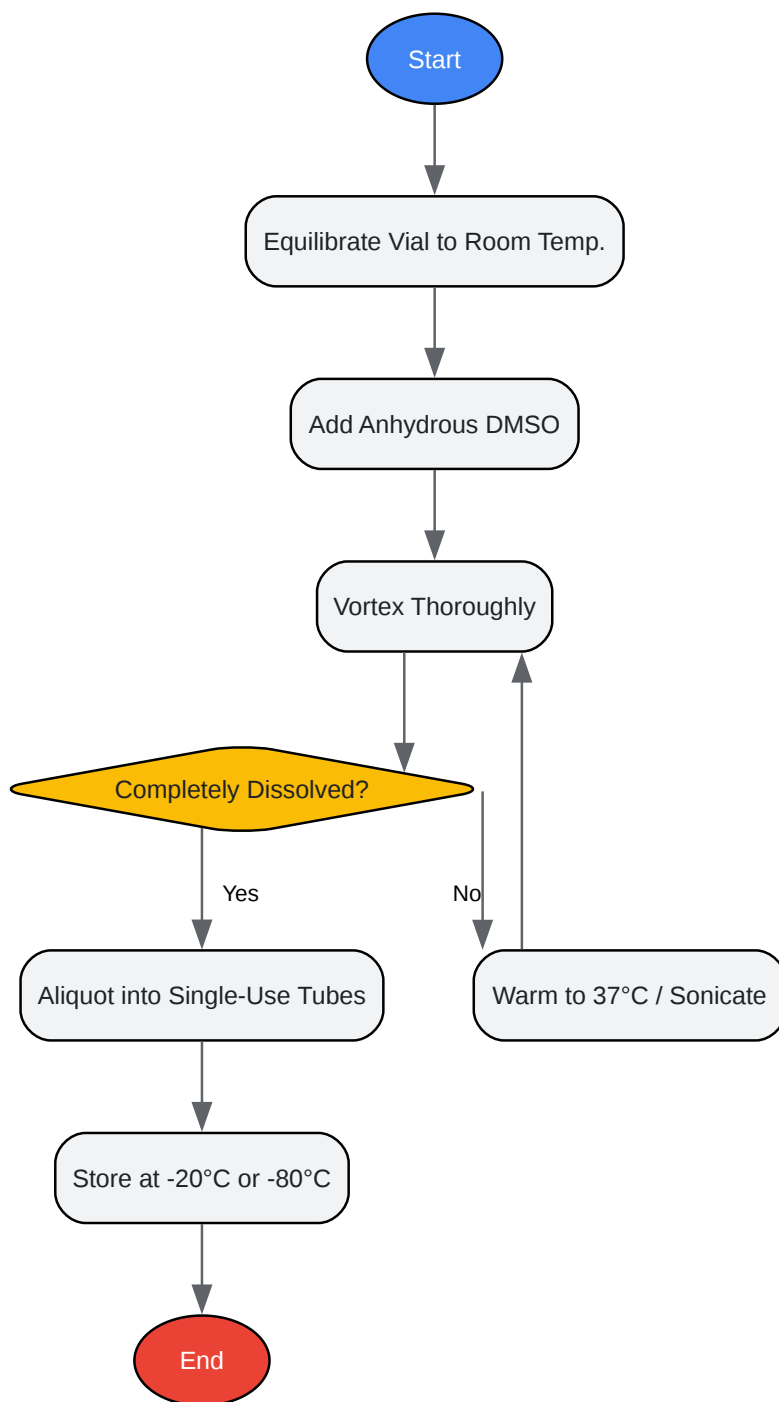 Start
Equilibrate Vial to Room Temp.
Add Anhydrous DMSO
Vortex Thoroughly
Completely Dissolved?
Yes
No
Aliquot into Single-Use Tubes
Warm to 37°C / Sonicate
Store at -20°C or -80°C
End